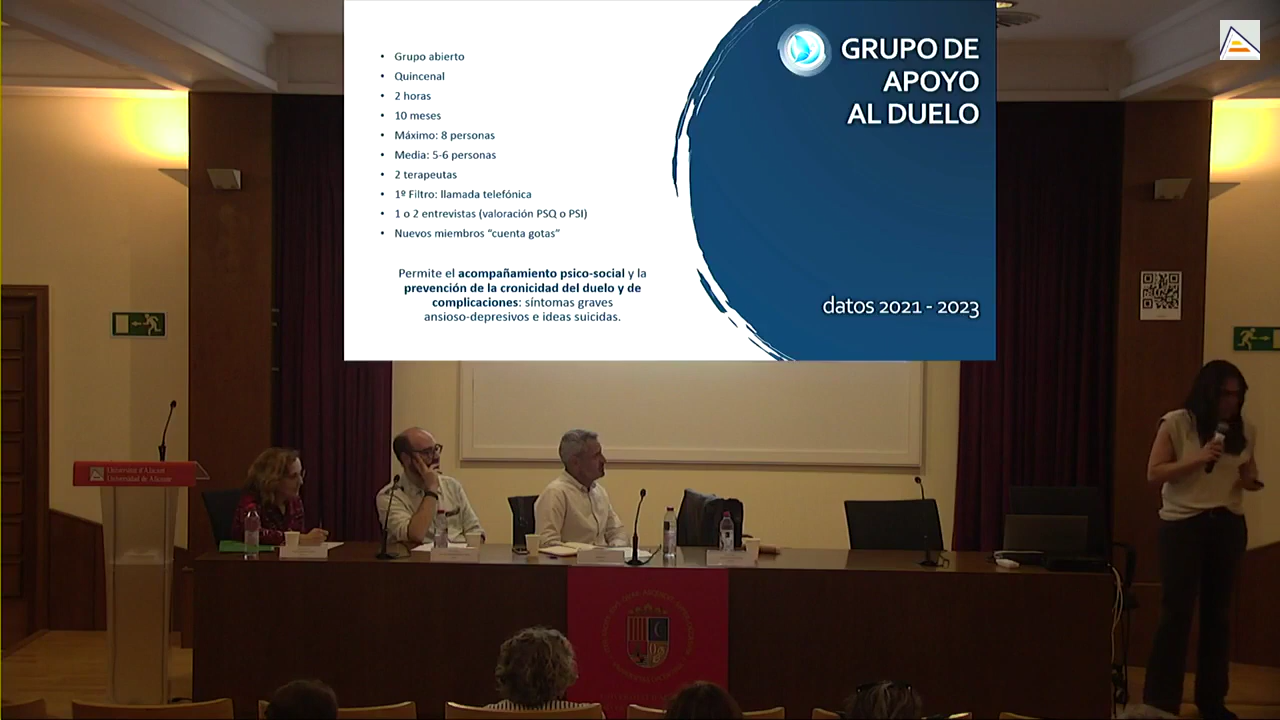 • Grupo abierto
• Quincenal
• 2 horas
• 10 meses
• Máximo: 8 personas
• Media: 5-6 personas
• 2 terapeutas
• 1º Filtro: llamada telefónica
• 1 o 2 entrevistas (valoración PSQ o PSI)
• Nuevos miembros “cuenta gotas”
Permite el acompañamiento psico-social y la
prevención de la cronicidad del duelo y de
complicaciones: síntomas graves
ansioso-depresivos e ideas suicidas.
GRUPO DE
APOYO
AL DUELO
datos 2021 - 2023
Universitat d'Alacant
Universidad de Alicante